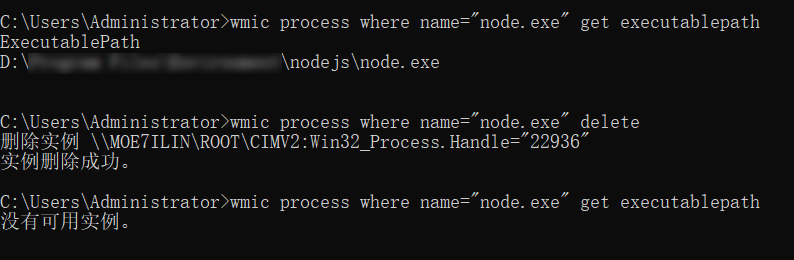 C:\Users\Administrator>wmic process where name="node.exe" get executablepath
ExecutablePath
D:\ \nodejs\node.exe
C:\Users\Administrator>wmic process where name="node.exe" delete
删除实例 \\MOE7ILIN\ROOT\CIMV2:Win32_Process.Handle="22936"
实例删除成功。
C:\Users\Administrator>wmic process where name="node.exe" get executablepath
没有可用实例。